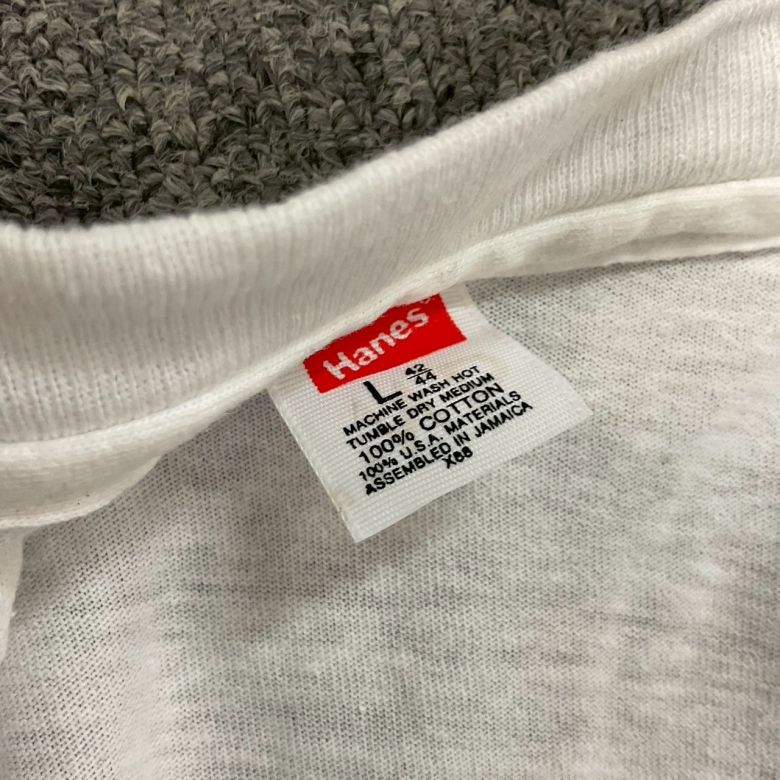 Hanes®
L 42/44
MACHINE WASH HOT
TUMBLE DRY MEDIUM
100% COTTON
100% U.S.A. MATERIALS
ASSEMBLED IN JAMAICA
X68